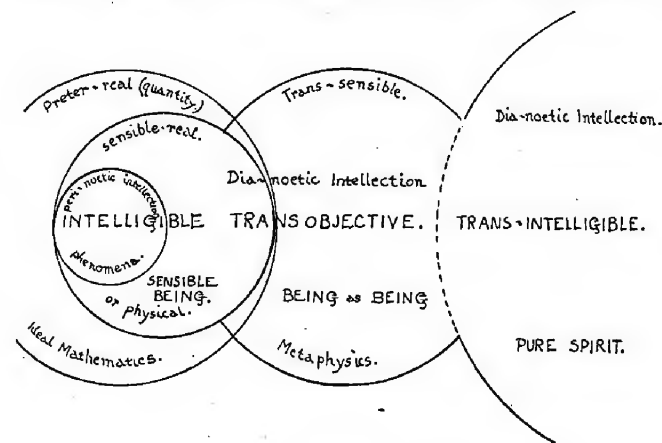 Preter-real (quantity)
sensible-real.
peri-noetic intellection
INTELLIGIBLE
phenomena.
SENSIBLE
BEING.
or physical.
Ideal Mathematics.
Trans-sensible.
Dia-noetic Intellection
TRANSOBJECTIVE.
BEING as BEING
Metaphysics.
Dia-noetic Intellection.
TRANS-INTELLIGIBLE.
PURE SPIRIT.